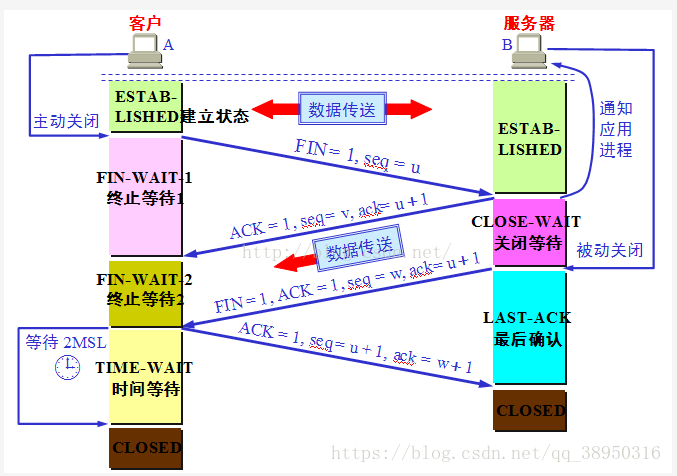 客户
服务器
A
B
ESTAB-
LISHED建立状态
数据传送
主动关闭
通知
应用
进程
ESTAB-
LISHED
FIN = 1, seq = u
FIN-WAIT-1
终止等待1
ACK = 1, seq = v, ack= u + 1
CLOSE-WAIT
关闭等待
http://blog.csdn.net/
数据传送
被动关闭
FIN-WAIT-2
终止等待2
FIN = 1, ACK = 1, seq = w, ack= u + 1
LAST-ACK
最后确认
等待 2MSL
ACK = 1, seq = u + 1, ack = w + 1
TIME-WAIT
时间等待
CLOSED
CLOSED
https://blog.csdn.net/qq_38950316